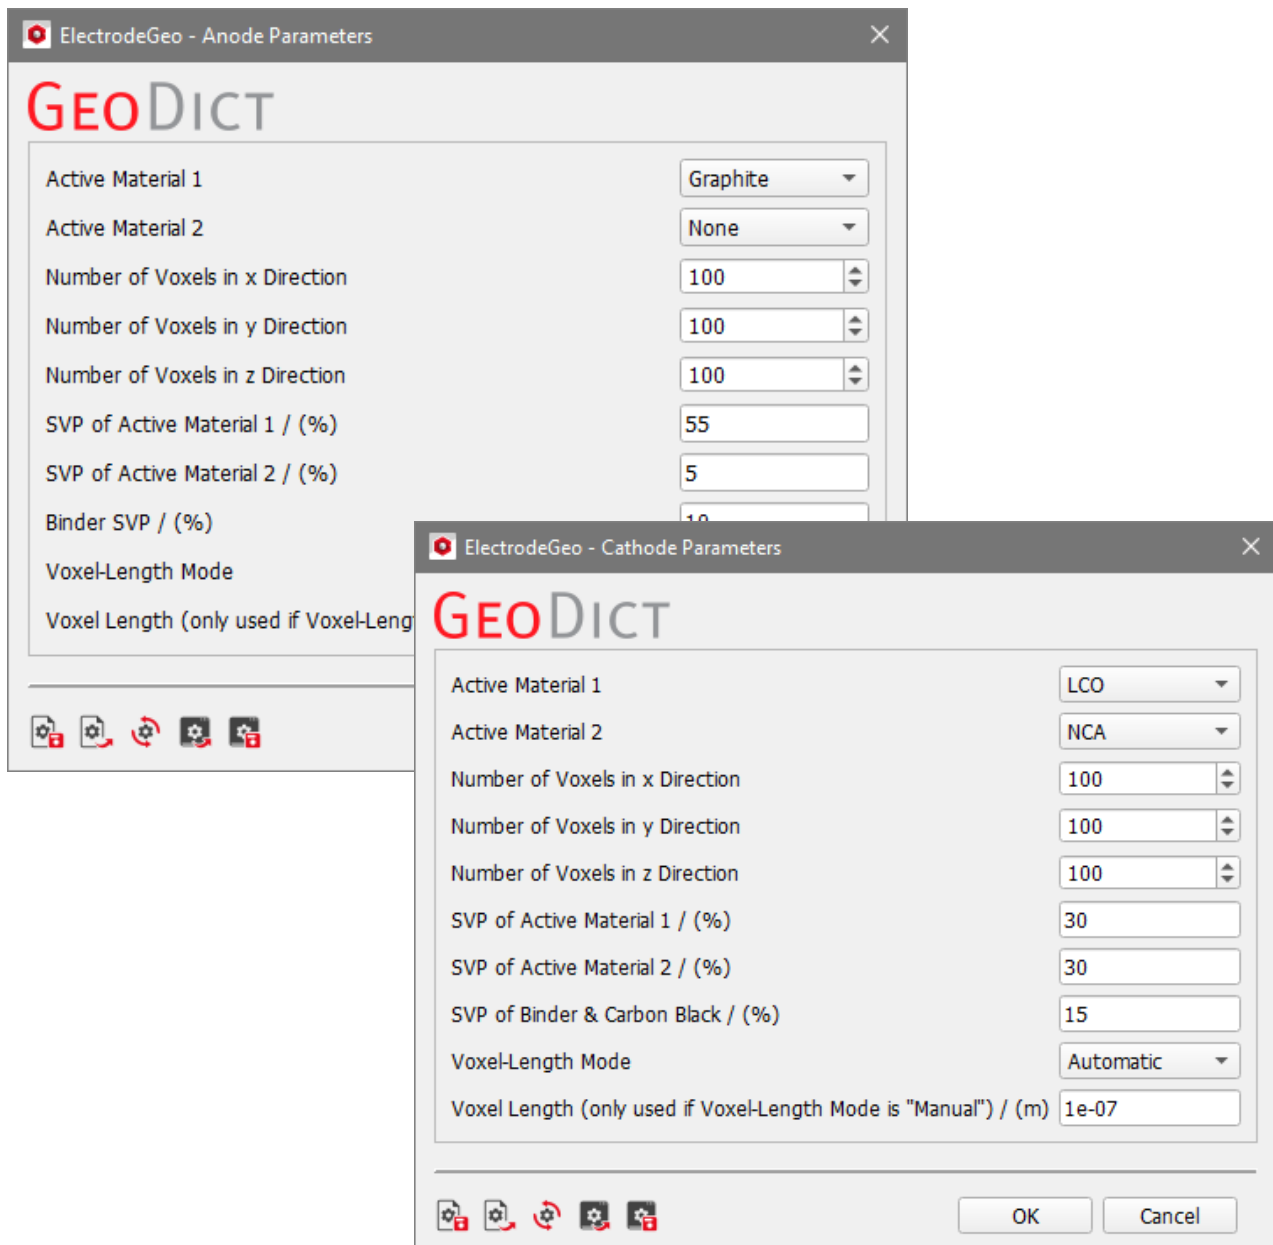 ElectrodeGeo - Anode Parameters
GEODICT
Active Material 1 Graphite
Active Material 2 None
Number of Voxels in x Direction 100
Number of Voxels in y Direction 100
Number of Voxels in z Direction 100
SVP of Active Material 1 / (%) 55
SVP of Active Material 2 / (%) 5
Binder SVP / (%)
Voxel-Length Mode
Voxel Length (only used if
ElectrodeGeo - Cathode Parameters
GEODICT
Active Material 1 LCO
Active Material 2 NCA
Number of Voxels in x Direction 100
Number of Voxels in y Direction 100
Number of Voxels in z Direction 100
SVP of Active Material 1 / (%) 30
SVP of Active Material 2 / (%) 30
SVP of Binder & Carbon Black / (%) 15
Voxel-Length Mode Automatic
Voxel Length (only used if Voxel-Length Mode is "Manual") / (m) 1e-07
OK Cancel